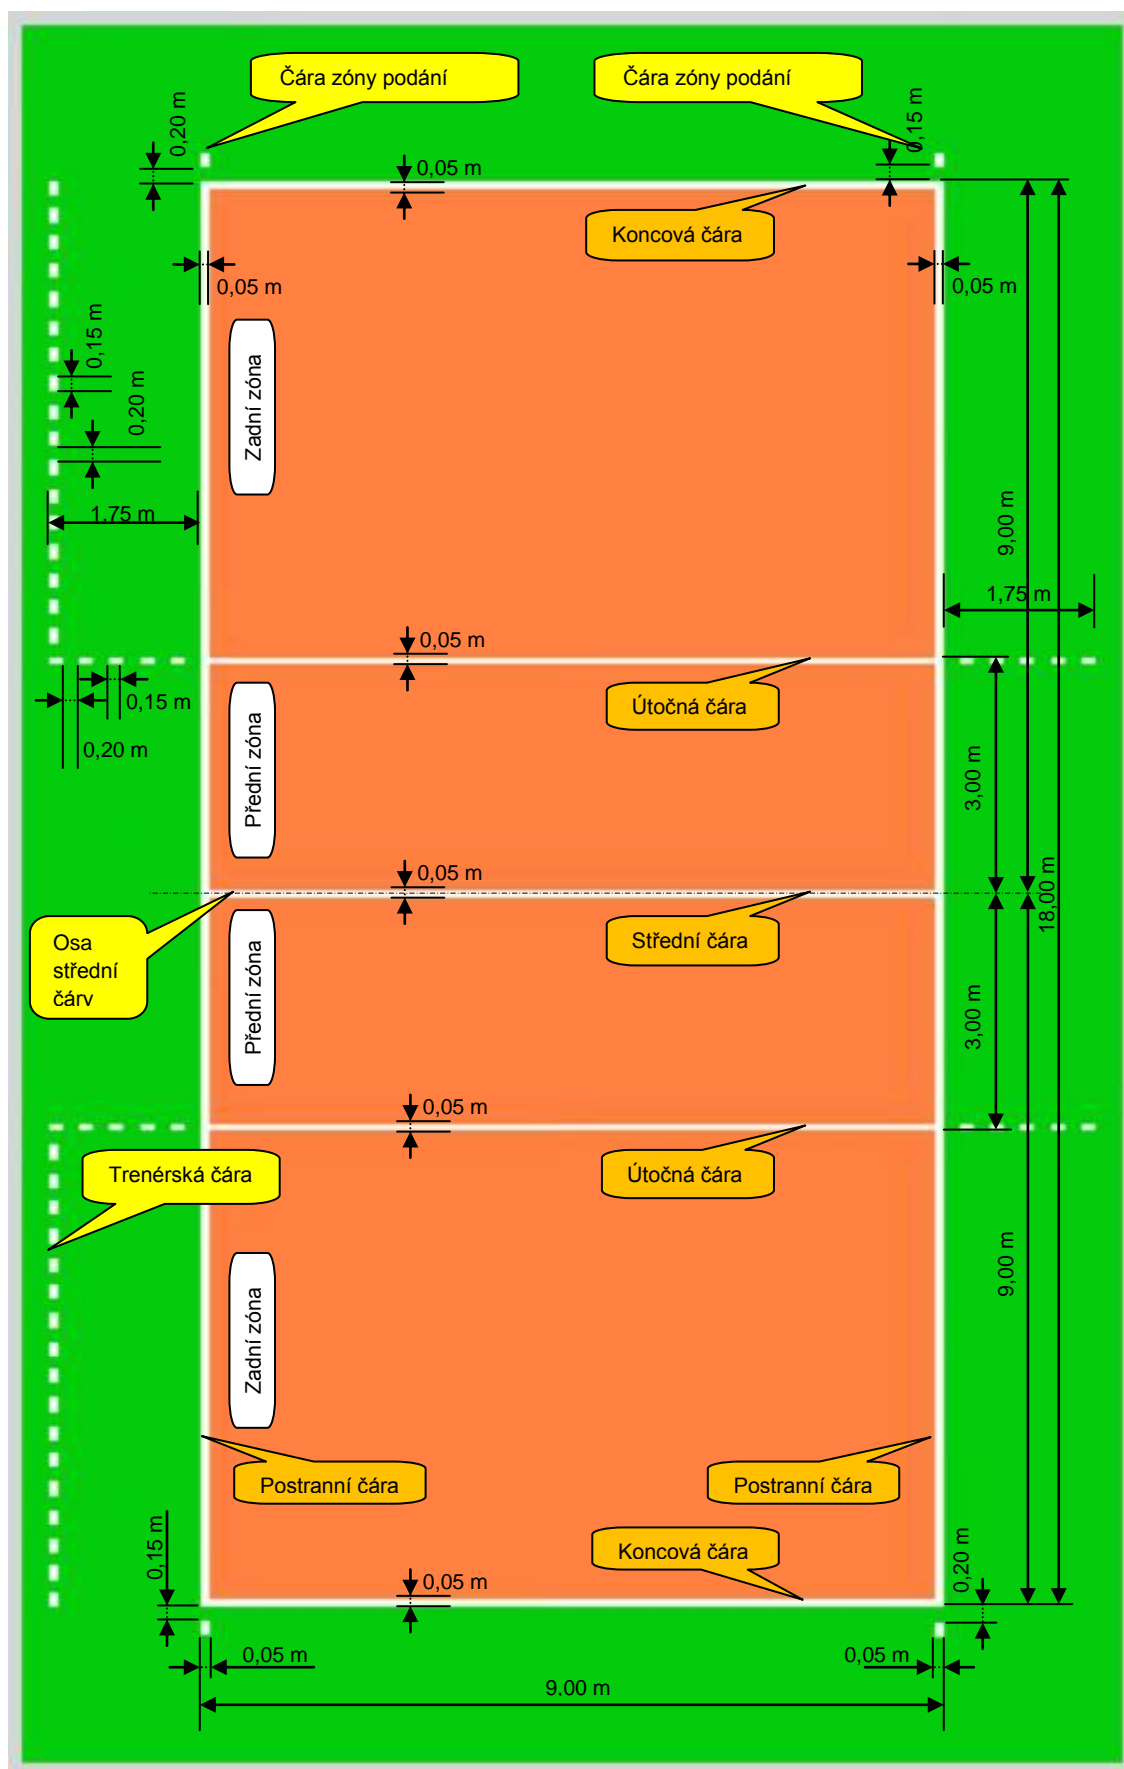 Čára zóny podání
Čára zóny podání
0,20 m
0,15 m
0,05 m
Koncová čára
0,05 m
0,05 m
0,15 m
Zadní zóna
0,20 m
1,75 m
9,00 m
1,75 m
0,05 m
Útočná čára
0,15 m
0,20 m
Přední zóna
3,00 m
0,05 m
18,00 m
Osa
střední
čáry
Střední čára
Přední zóna
3,00 m
0,05 m
Trenérská čára
Útočná čára
9,00 m
Zadní zóna
Postranní čára
Postranní čára
0,15 m
Koncová čára
0,20 m
0,05 m
0,05 m
0,05 m
9,00 m